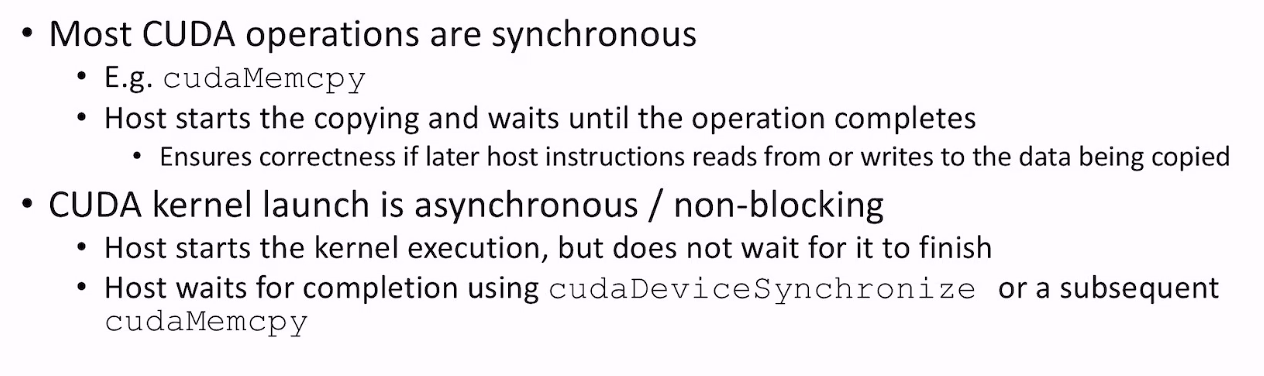 • Most CUDA operations are synchronous
• E.g. cudaMemcpy
• Host starts the copying and waits until the operation completes
• Ensures correctness if later host instructions reads from or writes to the data being copied
• CUDA kernel launch is asynchronous / non-blocking
• Host starts the kernel execution, but does not wait for it to finish
• Host waits for completion using cudaDeviceSynchronize or a subsequent
cudaMemcpy